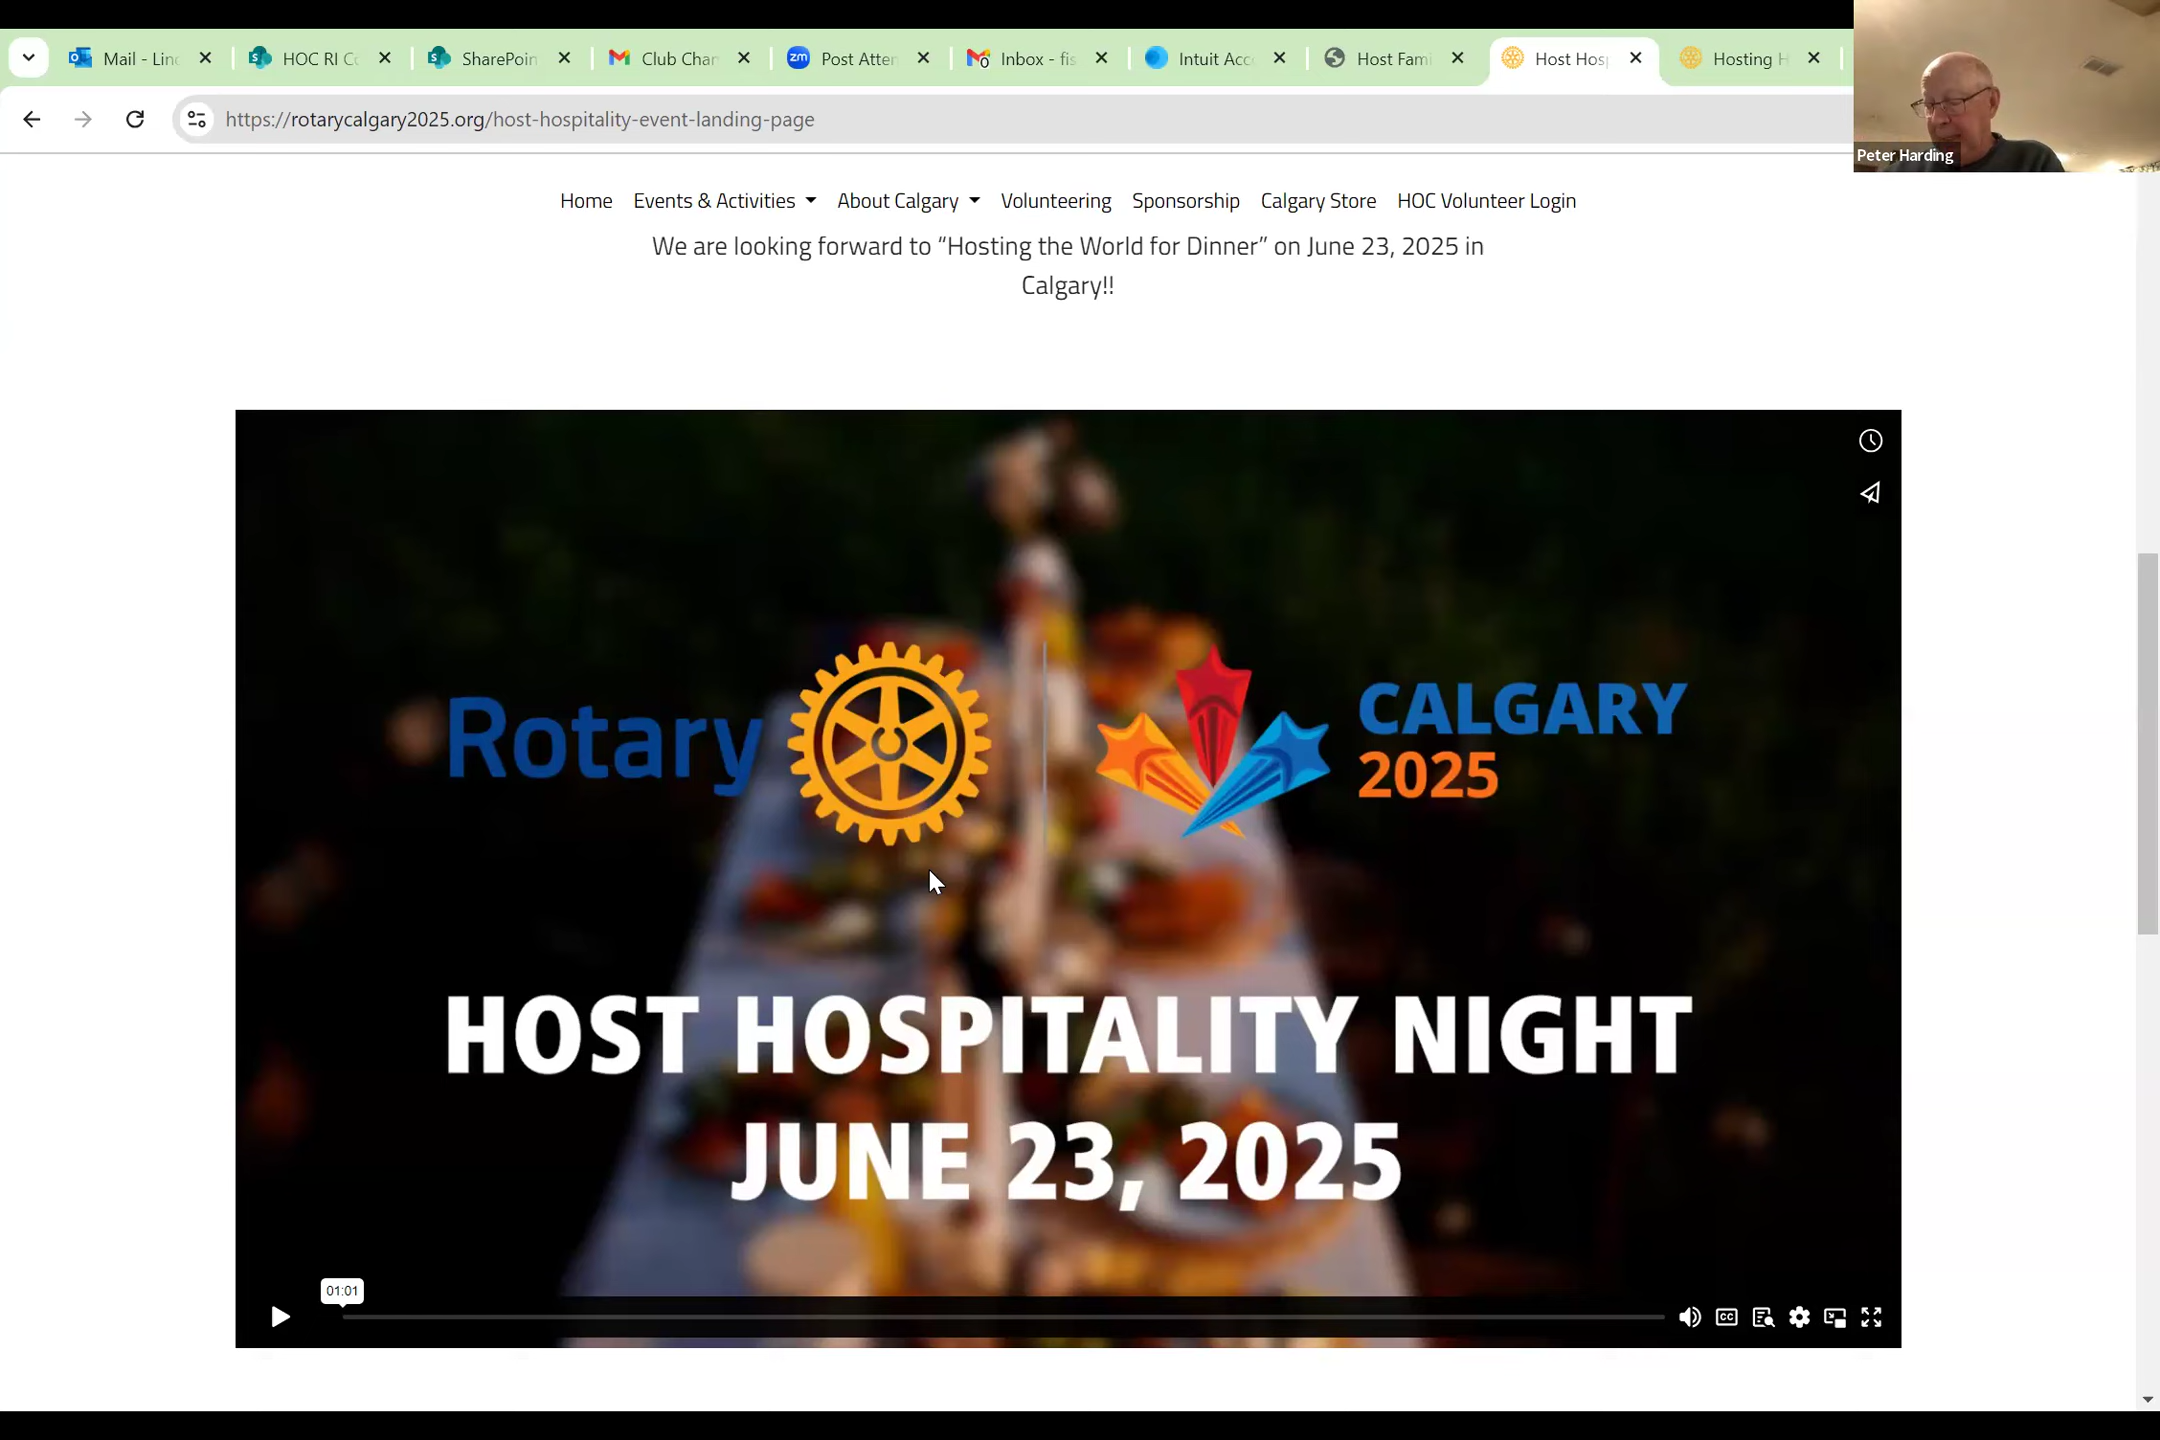 Mail - Lin
HOC RI C
SharePoin
Club Char
Post Atten
Inbox - fis
Intuit Acc
Host Fami
Host Hosp
Hosting H
https://rotarycalgary2025.org/host-hospitality-event-landing-page
Peter Harding
Home Events & Activities About Calgary Volunteering Sponsorship Calgary Store HOC Volunteer Login
We are looking forward to “Hosting the World for Dinner” on June 23, 2025 in
Calgary!!
Rotary
CALGARY
2025
HOST HOSPITALITY NIGHT
JUNE 23, 2025
01:01
CC